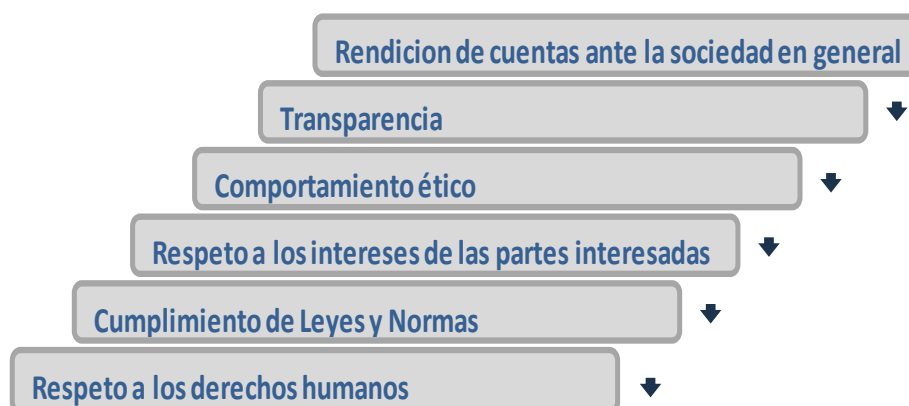 Rendicion de cuentas ante la sociedad en general
Transparencia
Comportamiento ético
Respeto a los intereses de las partes interesadas
Cumplimiento de Leyes y Normas
Respeto a los derechos humanos